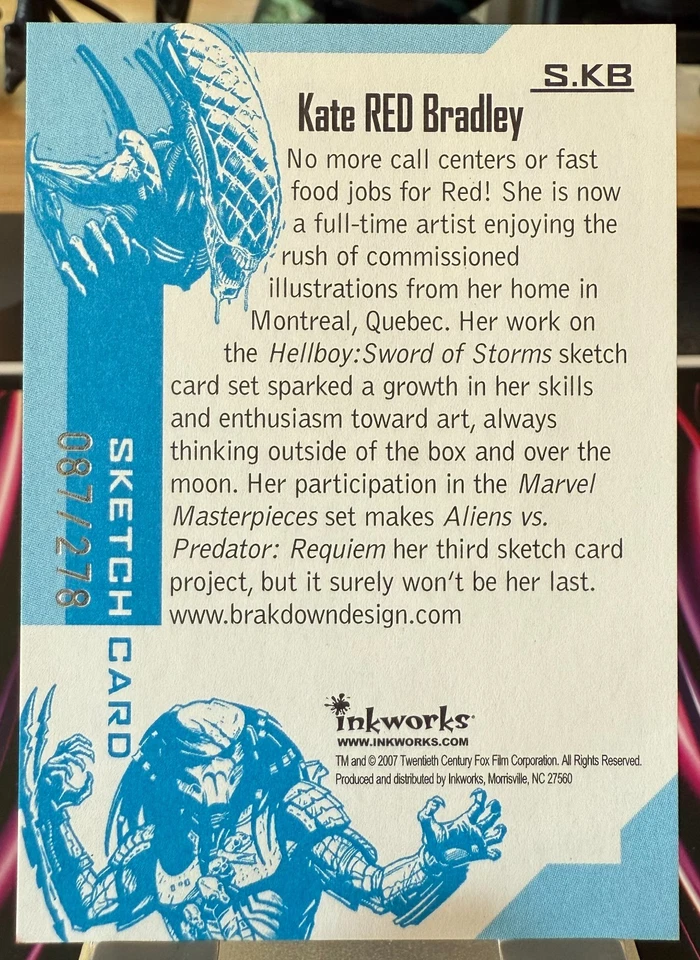 S.KB
Kate RED Bradley
No more call centers or fast
food jobs for Red! She is now
a full-time artist enjoying the
rush of commissioned
illustrations from her home in
Montreal, Quebec. Her work on
the Hellboy:Sword of Storms sketch
card set sparked a growth in her skills
and enthusiasm toward art, always
thinking outside of the box and over the
moon. Her participation in the Marvel
Masterpieces set makes Aliens vs.
Predator: Requiem her third sketch card
project, but it surely won't be her last.
www.brakdowndesign.com
SKETCH CARD
087/278
inkworks
WWW.INKWORKS.COM
TM and © 2007 Twentieth Century Fox Film Corporation. All Rights Reserved.
Produced and distributed by Inkworks, Morrisville, NC 27560